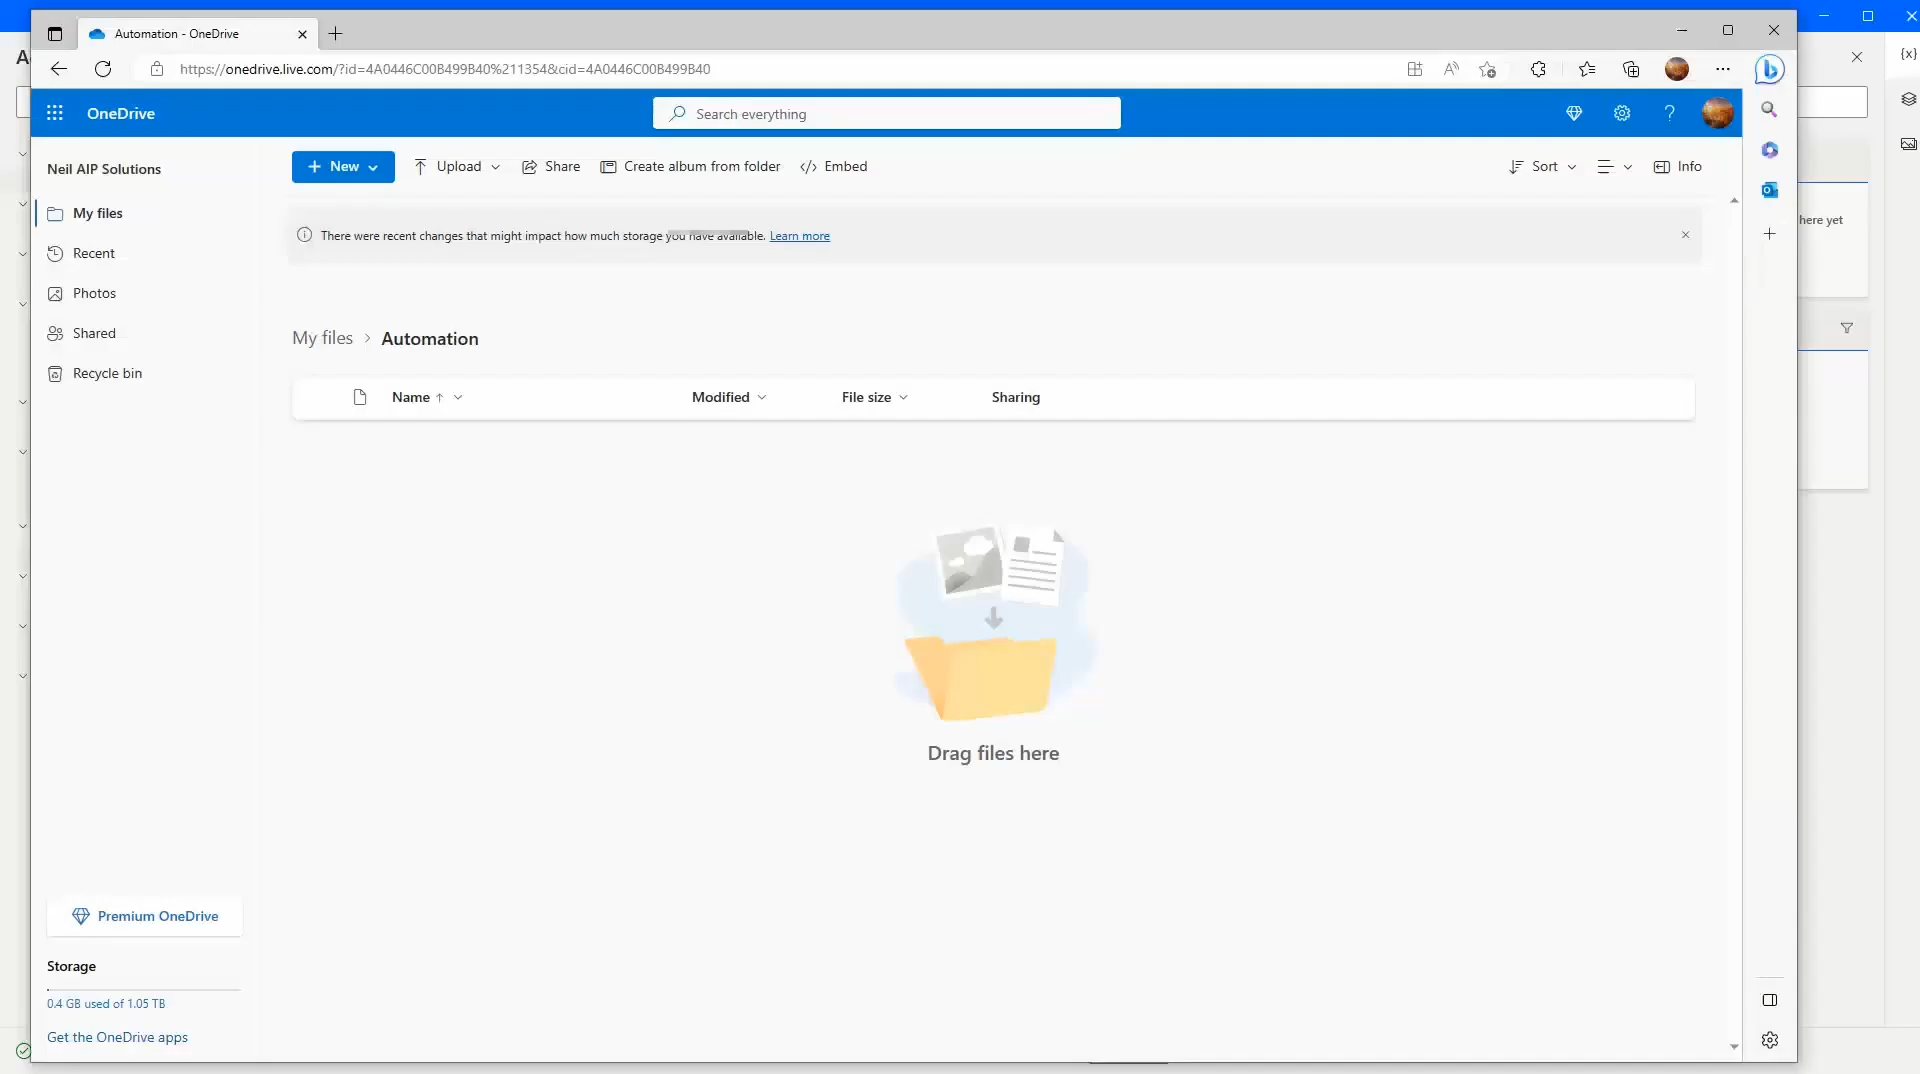 Automation - OneDrive
https://onedrive.live.com/?id=4A0446C00B499B40%211354&cid=4A0446C00B499B40
OneDrive
Search everything
Neil AIP Solutions
New
Upload
Share
Create album from folder
</> Embed
Sort
Info
There were recent changes that might impact how much storage you have available. Learn more
My files
Recent
Photos
Shared
Recycle bin
My files > Automation
Name
Modified
File size
Sharing
Drag files here
Premium OneDrive
Storage
0.4 GB used of 1.05 TB
Get the OneDrive apps
here yet
{x}